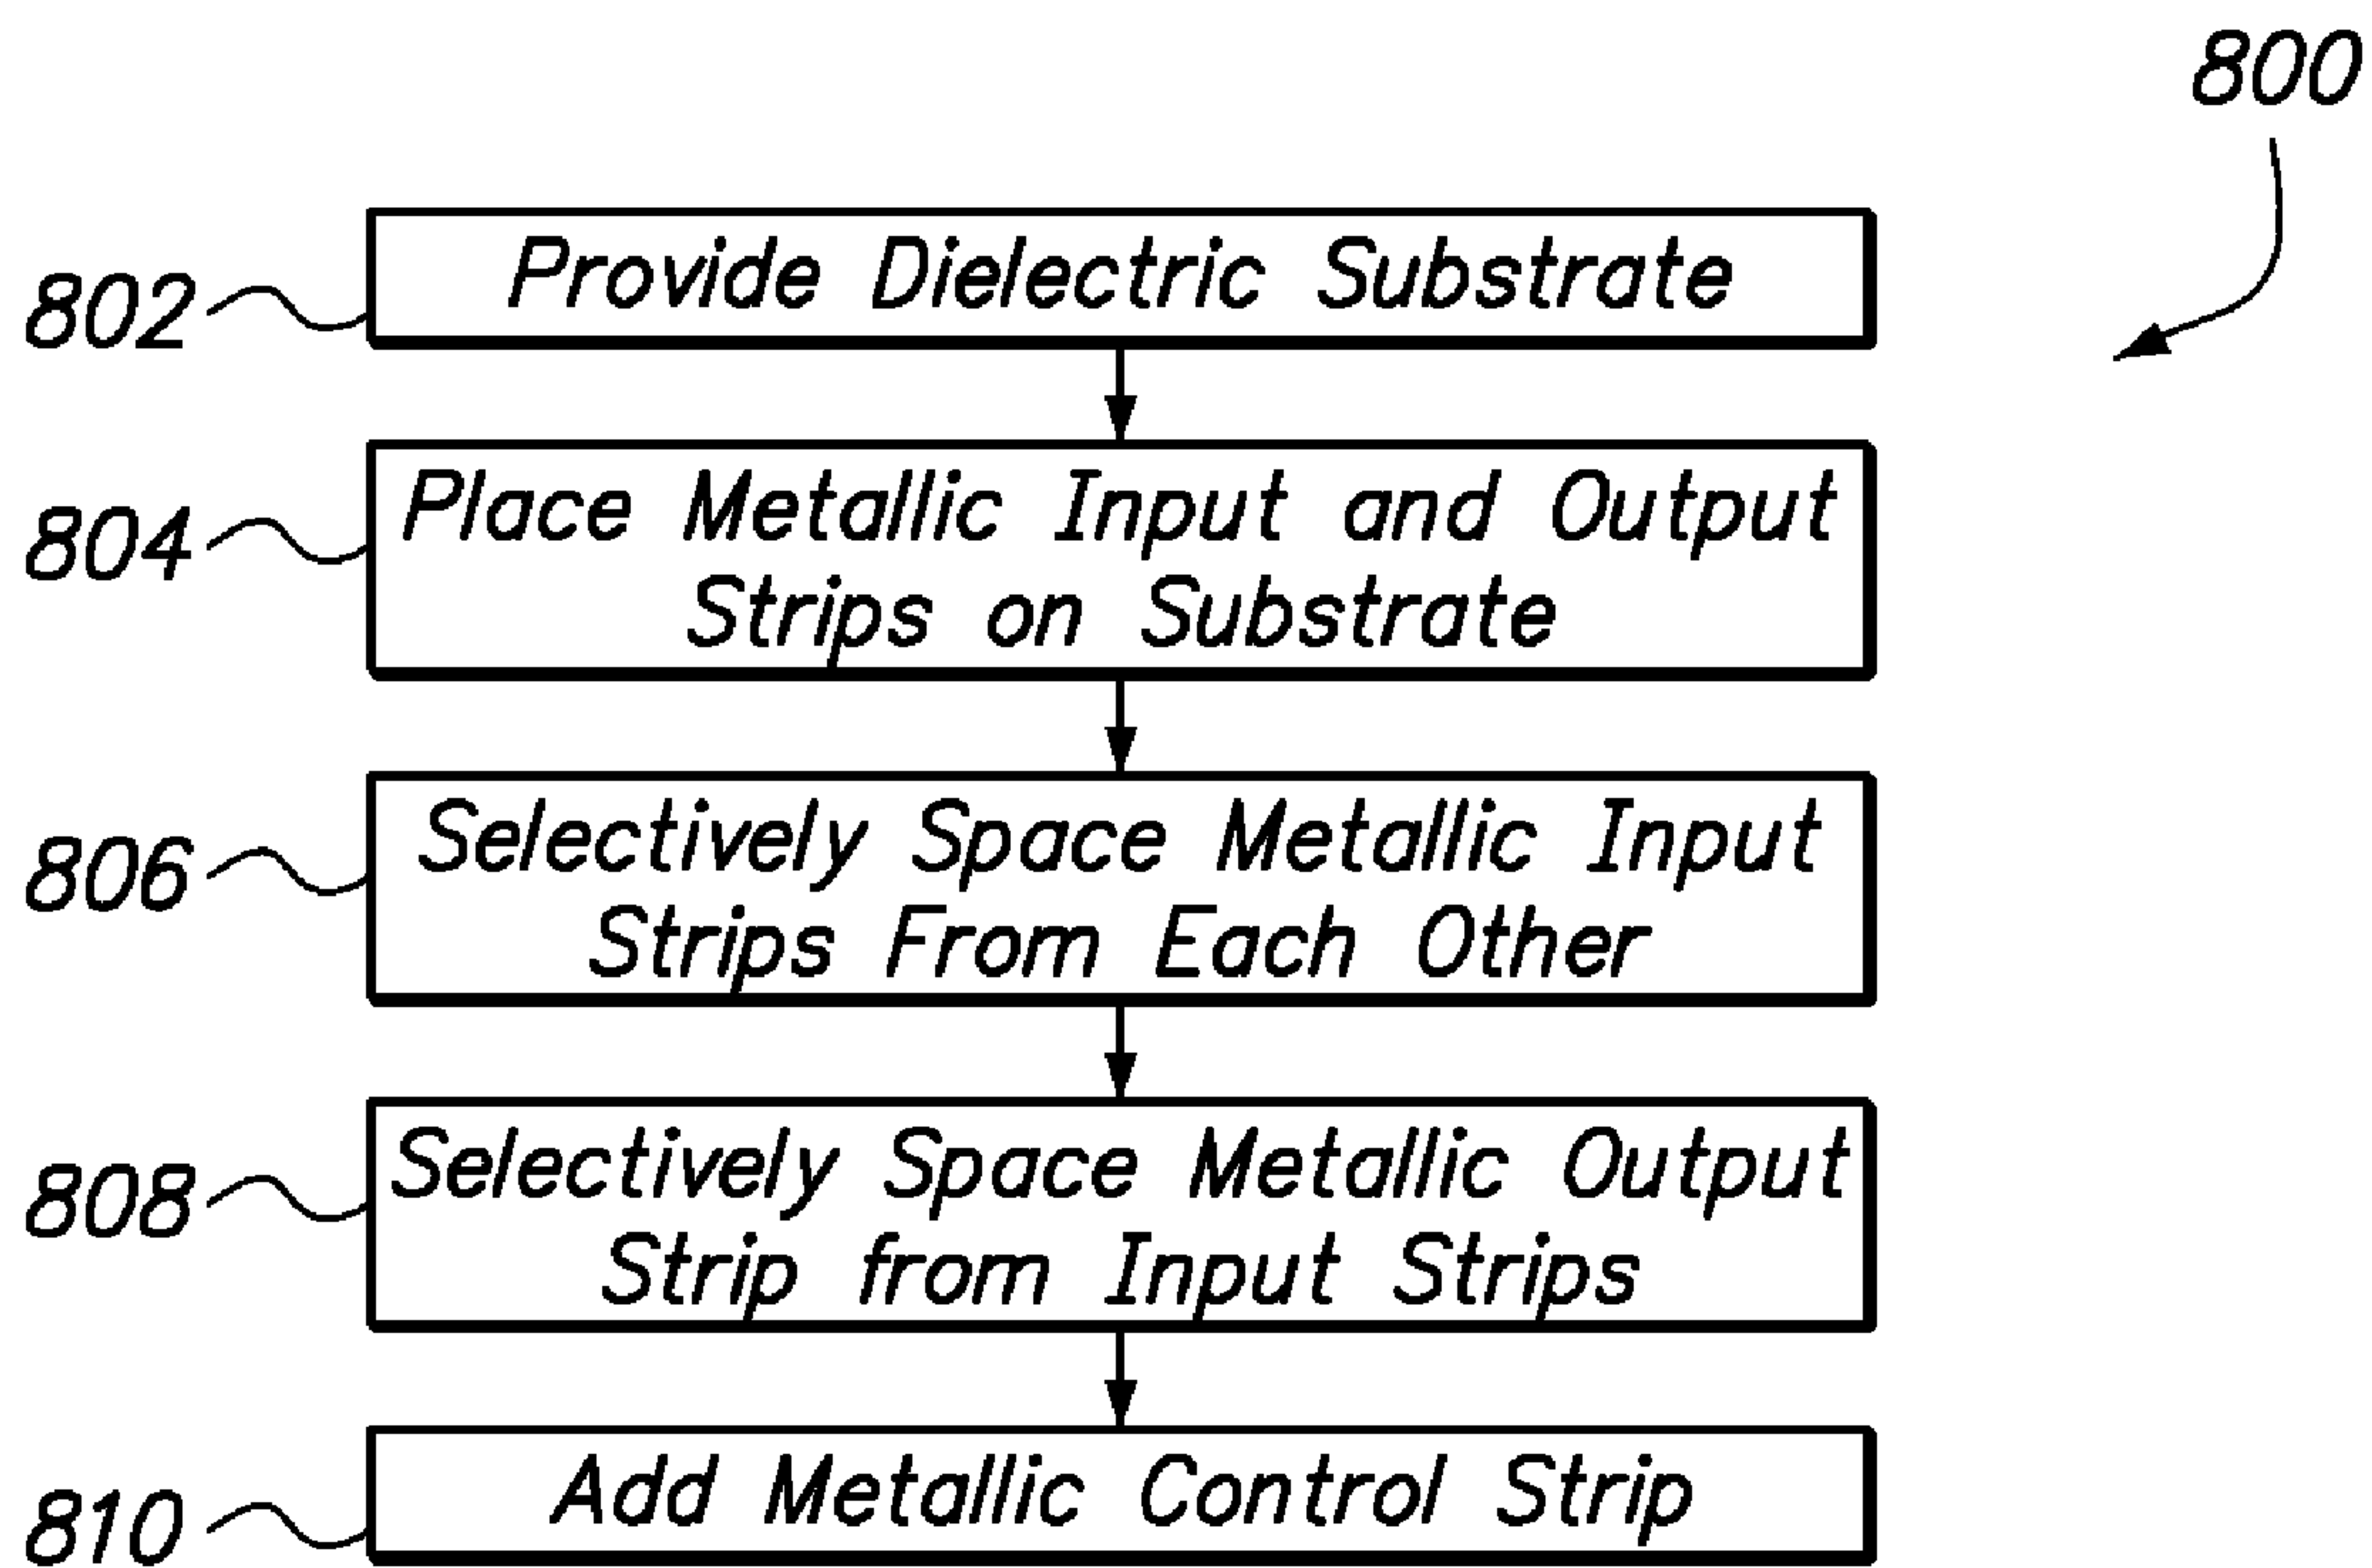 800
802
Provide Dielectric Substrate
804
Place Metallic Input and Output
Strips on Substrate
806
Selectively Space Metallic Input
Strips From Each Other
808
Selectively Space Metallic Output
Strip from Input Strips
810
Add Metallic Control Strip